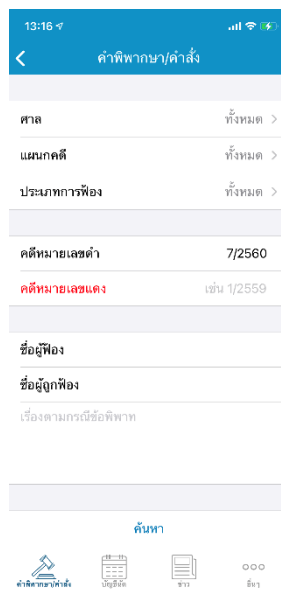 13:16
คำพิพากษา/คำสั่ง
ศาล ทั้งหมด
แผนกคดี ทั้งหมด
ประเภทการฟ้อง ทั้งหมด
คดีหมายเลขดำ 7/2560
คดีหมายเลขแดง เช่น 1/2559
ชื่อผู้ฟ้อง
ชื่อผู้ถูกฟ้อง
เรื่องตามกรณีข้อพิพาท
ค้นหา
คำพิพากษา/คำสั่ง บัญชีนัด ข่าว อื่นๆ